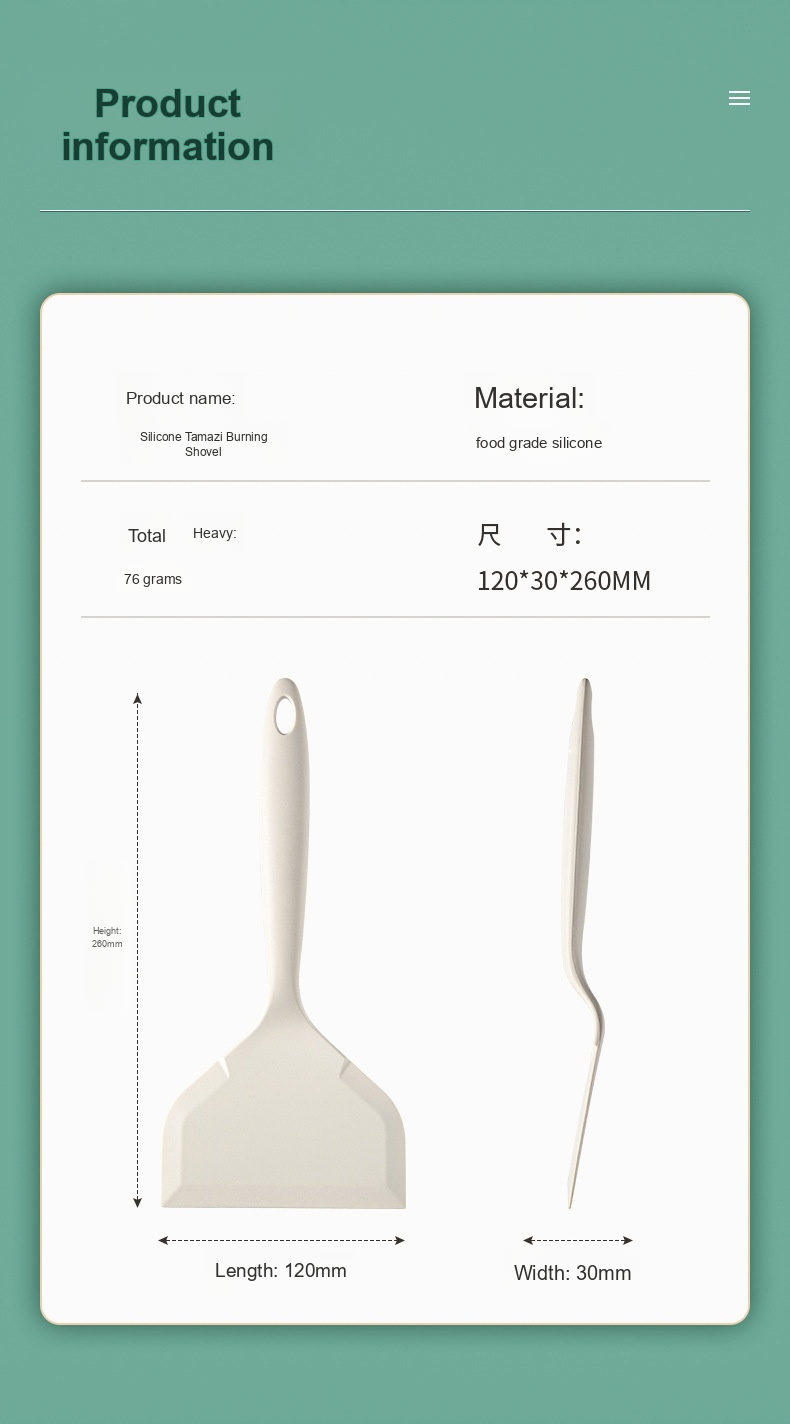 Product
information
Product name:
Silicone Tamazi Burning
Shovel
Material:
food grade silicone
Total Heavy:
76 grams
尺 寸:
120*30*260MM
Height:
260mm
Length: 120mm
Width: 30mm